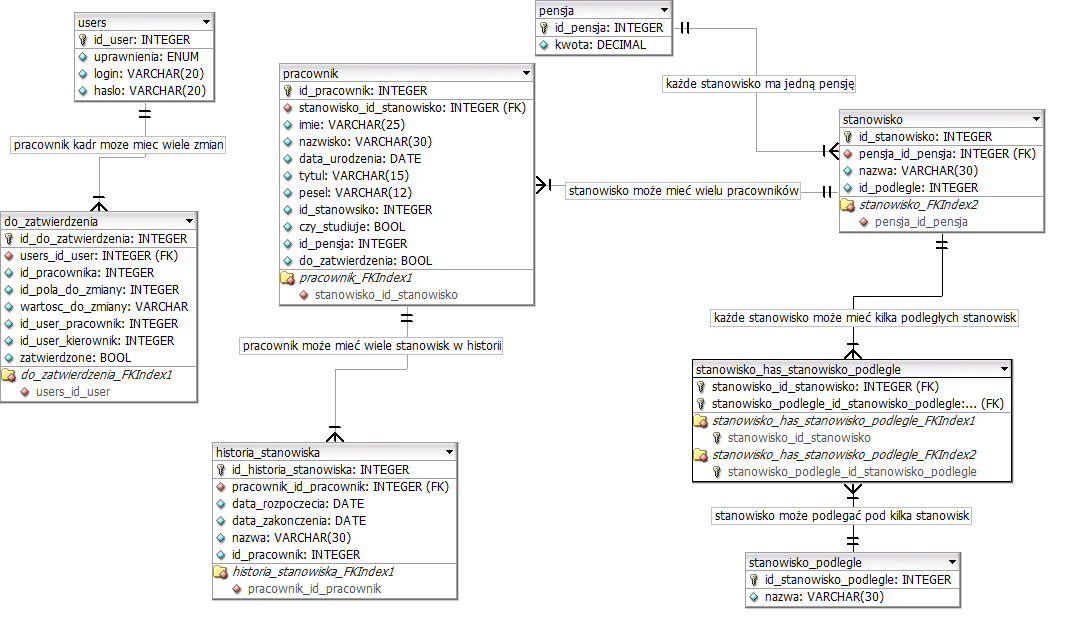 users
id_user: INTEGER
uprawnienia: ENUM
login: VARCHAR(20)
haslo: VARCHAR(20)
pracownik kadr moze miec wiele zmian
do_zatwierdzenia
id_do_zatwierdzenia: INTEGER
users_id_user: INTEGER (FK)
id_pracownika: INTEGER
id_pola_do_zmiany: INTEGER
wartosc_do_zmiany: VARCHAR
id_user_pracownik: INTEGER
id_user_kierownik: INTEGER
zatwierdzone: BOOL
do_zatwierdzenia_FKIndex1
users_id_user
pracownik
id_pracownik: INTEGER
stanowisko_id_stanowisko: INTEGER (FK)
imie: VARCHAR(25)
nazwisko: VARCHAR(30)
data_urodzenia: DATE
tytul: VARCHAR(15)
pesel: VARCHAR(12)
id_stanowsiko: INTEGER
czy_studiuje: BOOL
id_pensja: INTEGER
do_zatwierdzenia: BOOL
pracownik_FKIndex1
stanowisko_id_stanowisko
pracownik może mieć wiele stanowisk w historii
historia_stanowiska
id_historia_stanowiska: INTEGER
pracownik_id_pracownik: INTEGER (FK)
data_rozpoczecia: DATE
data_zakonczenia: DATE
nazwa: VARCHAR(30)
id_pracownik: INTEGER
historia_stanowiska_FKIndex1
pracownik_id_pracownik
pensja
id_pensja: INTEGER
kwota: DECIMAL
każde stanowisko ma jedną pensję
stanowisko
id_stanowisko: INTEGER
pensja_id_pensja: INTEGER (FK)
nazwa: VARCHAR(30)
id_podlegle: INTEGER
stanowisko_FKIndex2
pensja_id_pensja
stanowisko może mieć wielu pracowników
każde stanowisko może mieć kilka podległych stanowisk
stanowisko_has_stanowisko_podlegle
stanowisko_id_stanowisko: INTEGER (FK)
stanowisko_podlegle_id_stanowisko_podlegle:... (FK)
stanowisko_has_stanowisko_podlegle_FKIndex1
stanowisko_id_stanowisko
stanowisko_has_stanowisko_podlegle_FKIndex2
stanowisko_podlegle_id_stanowisko_podlegle
stanowisko może podlegać pod kilka stanowisk
stanowisko_podlegle
id_stanowisko_podlegle: INTEGER
nazwa: VARCHAR(30)